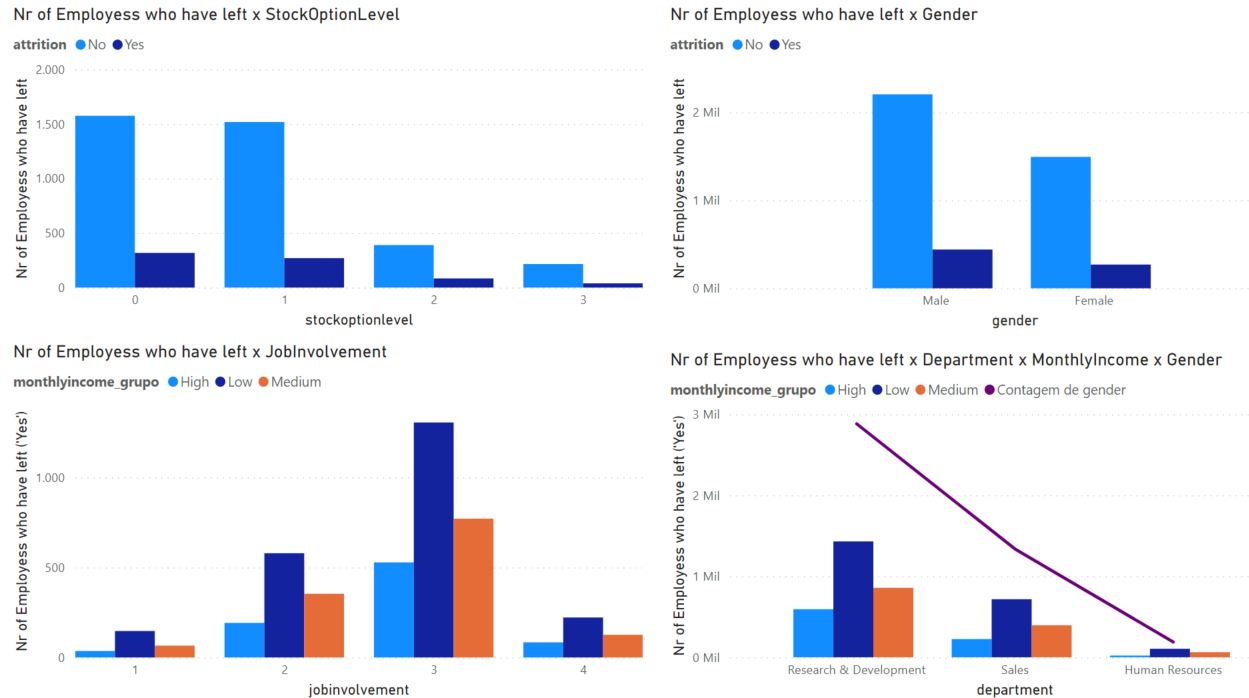 Nr of Employess who have left x StockOptionLevel
attrition No Yes
Nr of Employess who have left
2.000
1.500
1.000
500
0
0 1 2 3
stockoptionlevel
Nr of Employess who have left x Gender
attrition No Yes
Nr of Employess who have left
2 Mil
1 Mil
0 Mil
Male Female
gender
Nr of Employess who have left x JobInvolvement
monthlyincome_grupo High Low Medium
Nr of Employess who have left ('Yes')
1.000
500
0
1 2 3 4
jobinvolvement
Nr of Employess who have left x Department x MonthlyIncome x Gender
monthlyincome_grupo High Low Medium Contagem de gender
Nr of Employess who have left ('Yes')
3 Mil
2 Mil
1 Mil
0 Mil
Research & Development Sales Human Resources
department